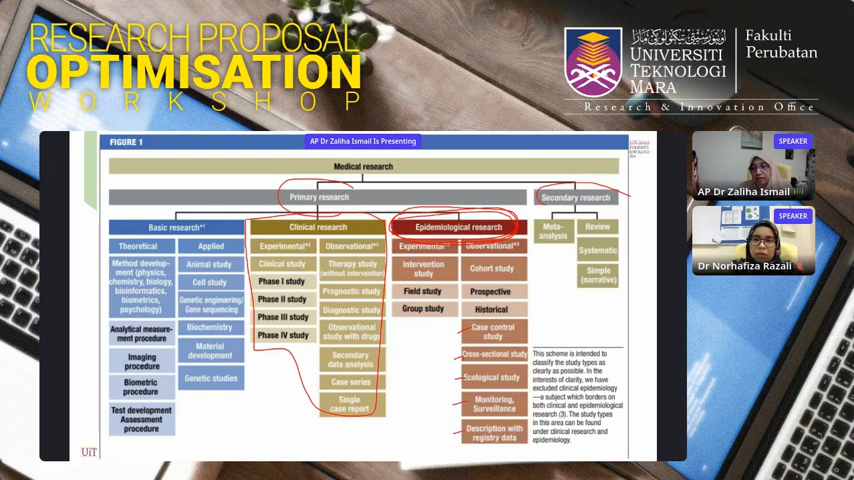 RESEARCH PROPOSAL
OPTIMISATION
WORKSHOP
UNIVERSITI
TEKNOLOGI
MARA
Fakulti
Perubatan
Research & Innovation Office
FIGURE 1
AP Dr Zaliha Ismail Is Presenting
Medical research
Primary research
Secondary research
Basic research*¹
Theoretical
Applied
Method develop-
ment (physics,
chemistry, biology,
bioinformatics,
biometrics,
psychology)
Analytical measure-
ment procedure
Imaging
procedure
Biometric
procedure
Test development
Assessment
procedure
Animal study
Cell study
Genetic engineering/
Gene sequencing
Biochemistry
Material
development
Genetic studies
Clinical research
Experimental*²
Observational*³
Clinical study
Phase I study
Phase II study
Phase III study
Phase IV study
Therapy study
(without intervention)
Prognostic study
Diagnostic study
Observational
study with drugs
Secondary
data analysis
Case series
Single
case report
Epidemiological research
Experimental
Observational
Intervention
study
Field study
Group study
Cohort study
Prospective
Historical
Case control
study
Cross-sectional study
Ecological study
Monitoring,
Surveillance
Description with
registry data
Meta-
analysis
Review
Systematic
Simple
(narrative)
This scheme is intended to
classify the study types as
clearly as possible. In the
interests of clarity, we have
excluded clinical epidemiology
—a subject which borders on
both clinical and epidemiological
research (3). The study types
in this area can be found
under clinical research and
epidemiology.
UiT
SPEAKER
AP Dr Zaliha Ismail
SPEAKER
Dr Norhafiza Razali